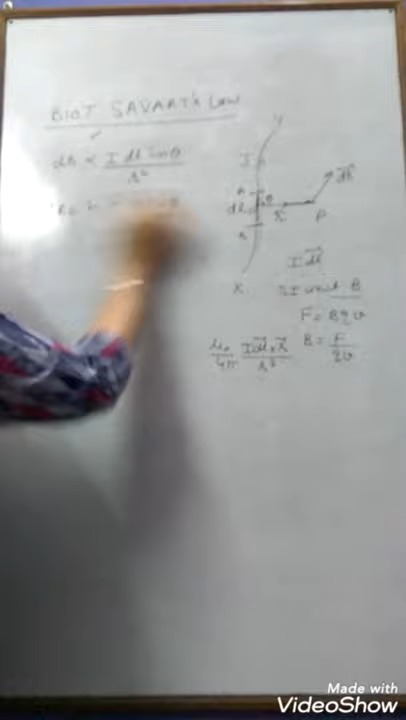 BIOT SAVART'S LAW
dB ∝ I dl Sinθ / r²
Y
I
A
dl
θ
r
P
dB
X
I dl
SI unit B
F = Bqv
μ₀/4π I dl x r / r³
B = F/qv
Made with
VideoShow